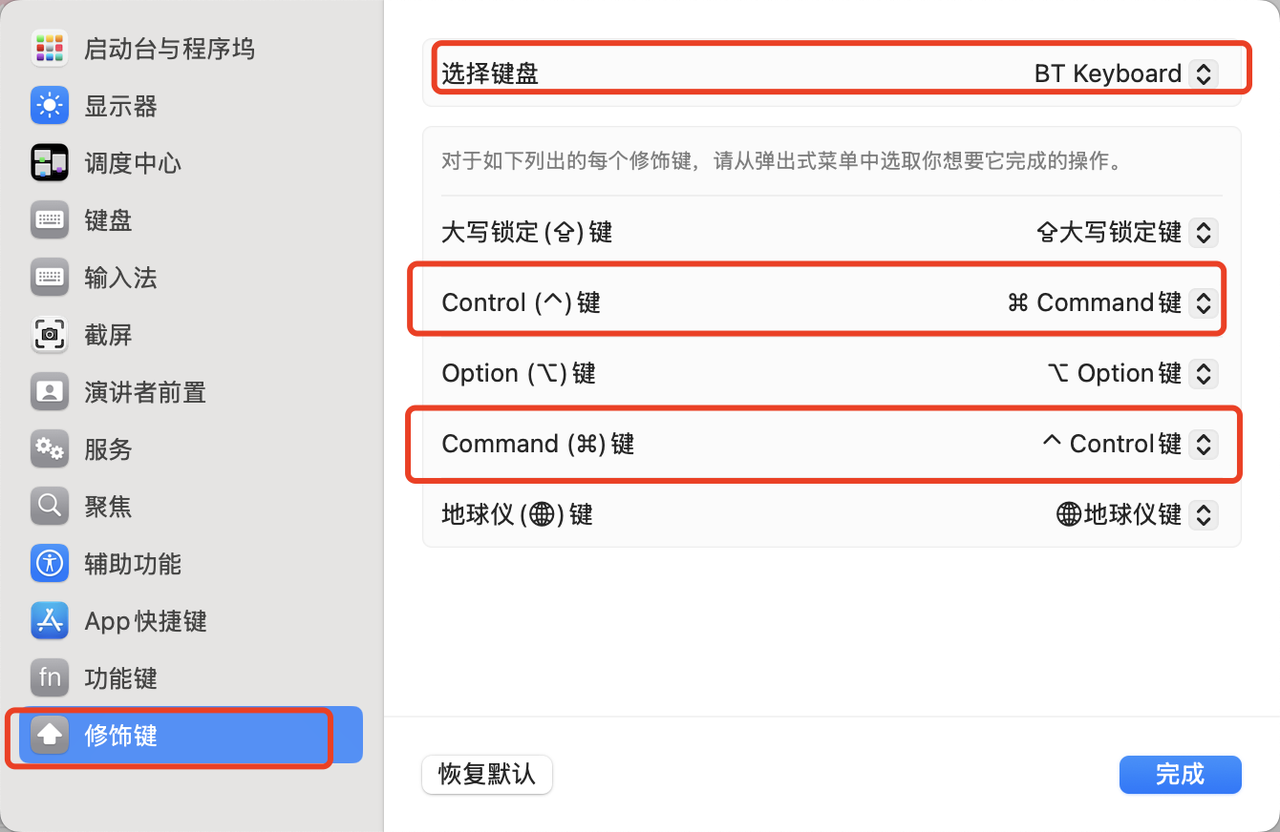 启动台与程序坞
显示器
调度中心
键盘
输入法
截屏
演讲者前置
服务
聚焦
辅助功能
App 快捷键
fn 功能键
修饰键
选择键盘 BT Keyboard
对于如下列出的每个修饰键，请从弹出式菜单中选取你想要它完成的操作。
大写锁定 (⇪) 键 ⇪大写锁定键
Control (^) 键 ⌘ Command键
Option (⌥) 键 ⌥ Option键
Command (⌘) 键 ^ Control键
地球仪 (🌐) 键 🌐地球仪键
恢复默认 完成